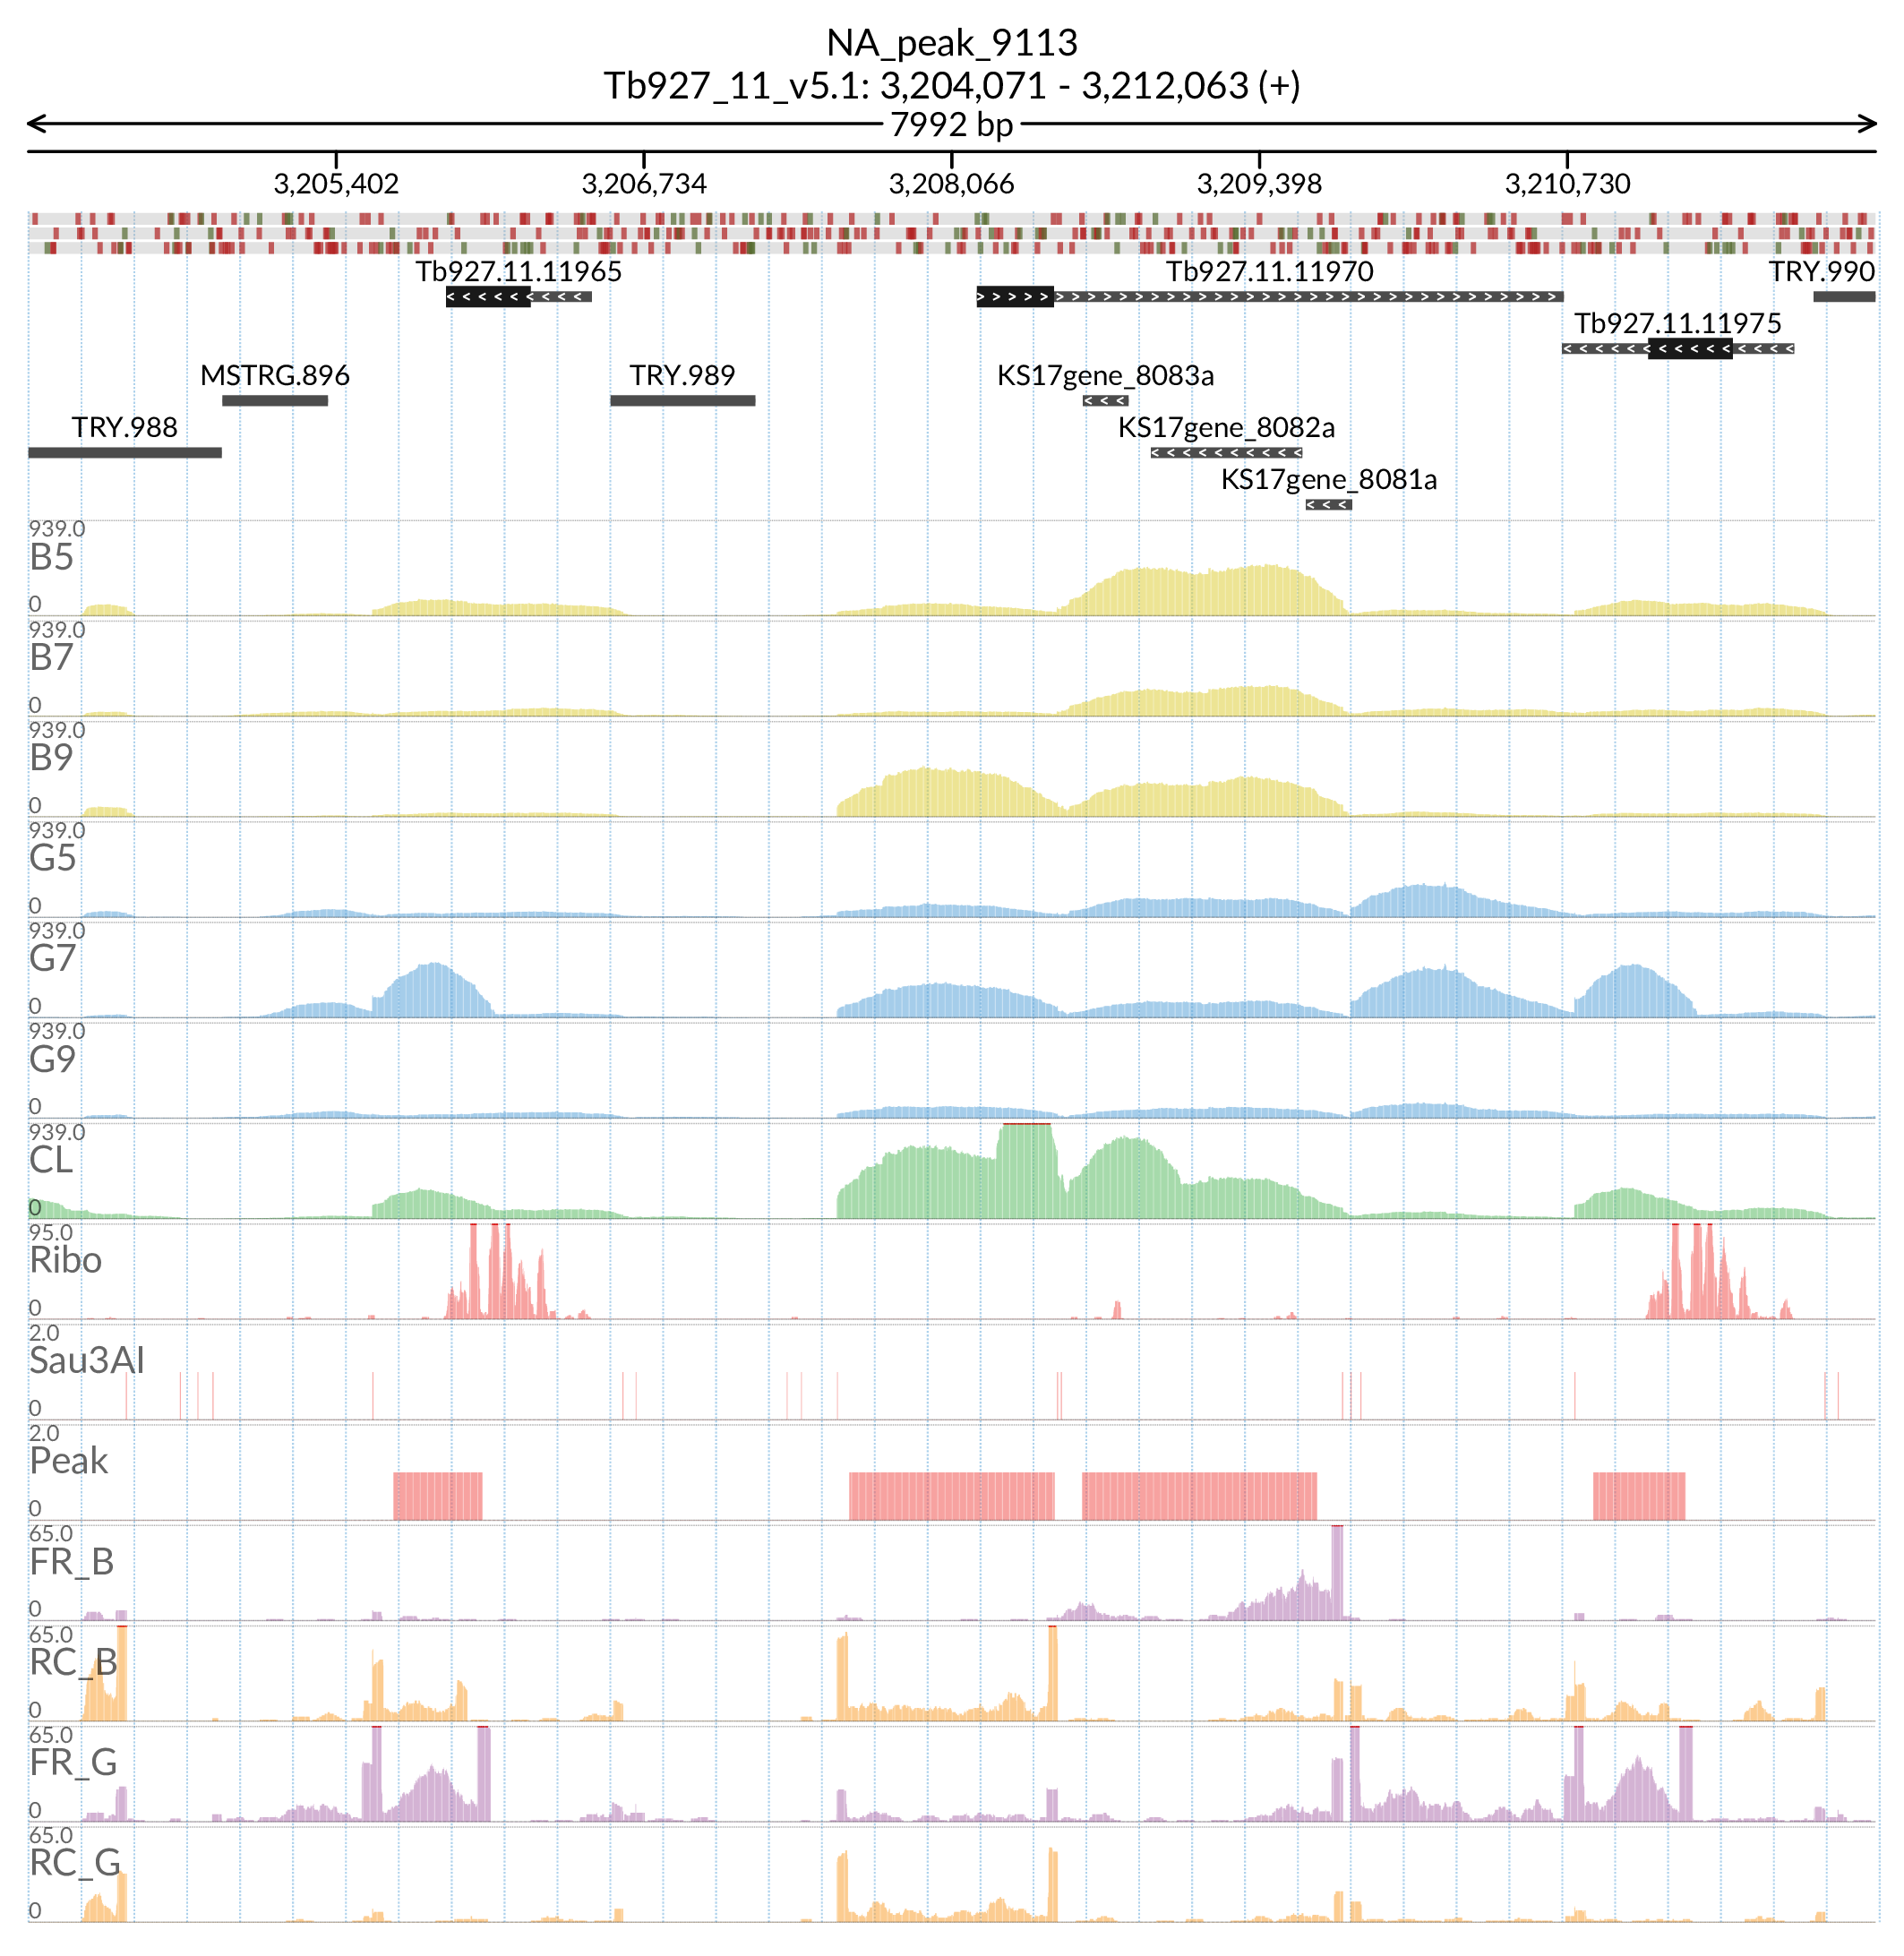 NA_peak_9113
Tb927_11_v5.1: 3,204,071 - 3,212,063 (+)
7992 bp
3,205,402 3,206,734 3,208,066 3,209,398 3,210,730
Tb927.11.11965 Tb927.11.11970 TRY.990
Tb927.11.11975
MSTRG.896 TRY.989 KS17gene_8083a
TRY.988 KS17gene_8082a
KS17gene_8081a
939.0
B5
0
939.0
B7
0
939.0
B9
0
939.0
G5
0
939.0
G7
0
939.0
G9
0
939.0
CL
0
95.0
Ribo
0
2.0
Sau3AI
0
2.0
Peak
0
65.0
FR_B
0
65.0
RC_B
0
65.0
FR_G
0
65.0
RC_G
0